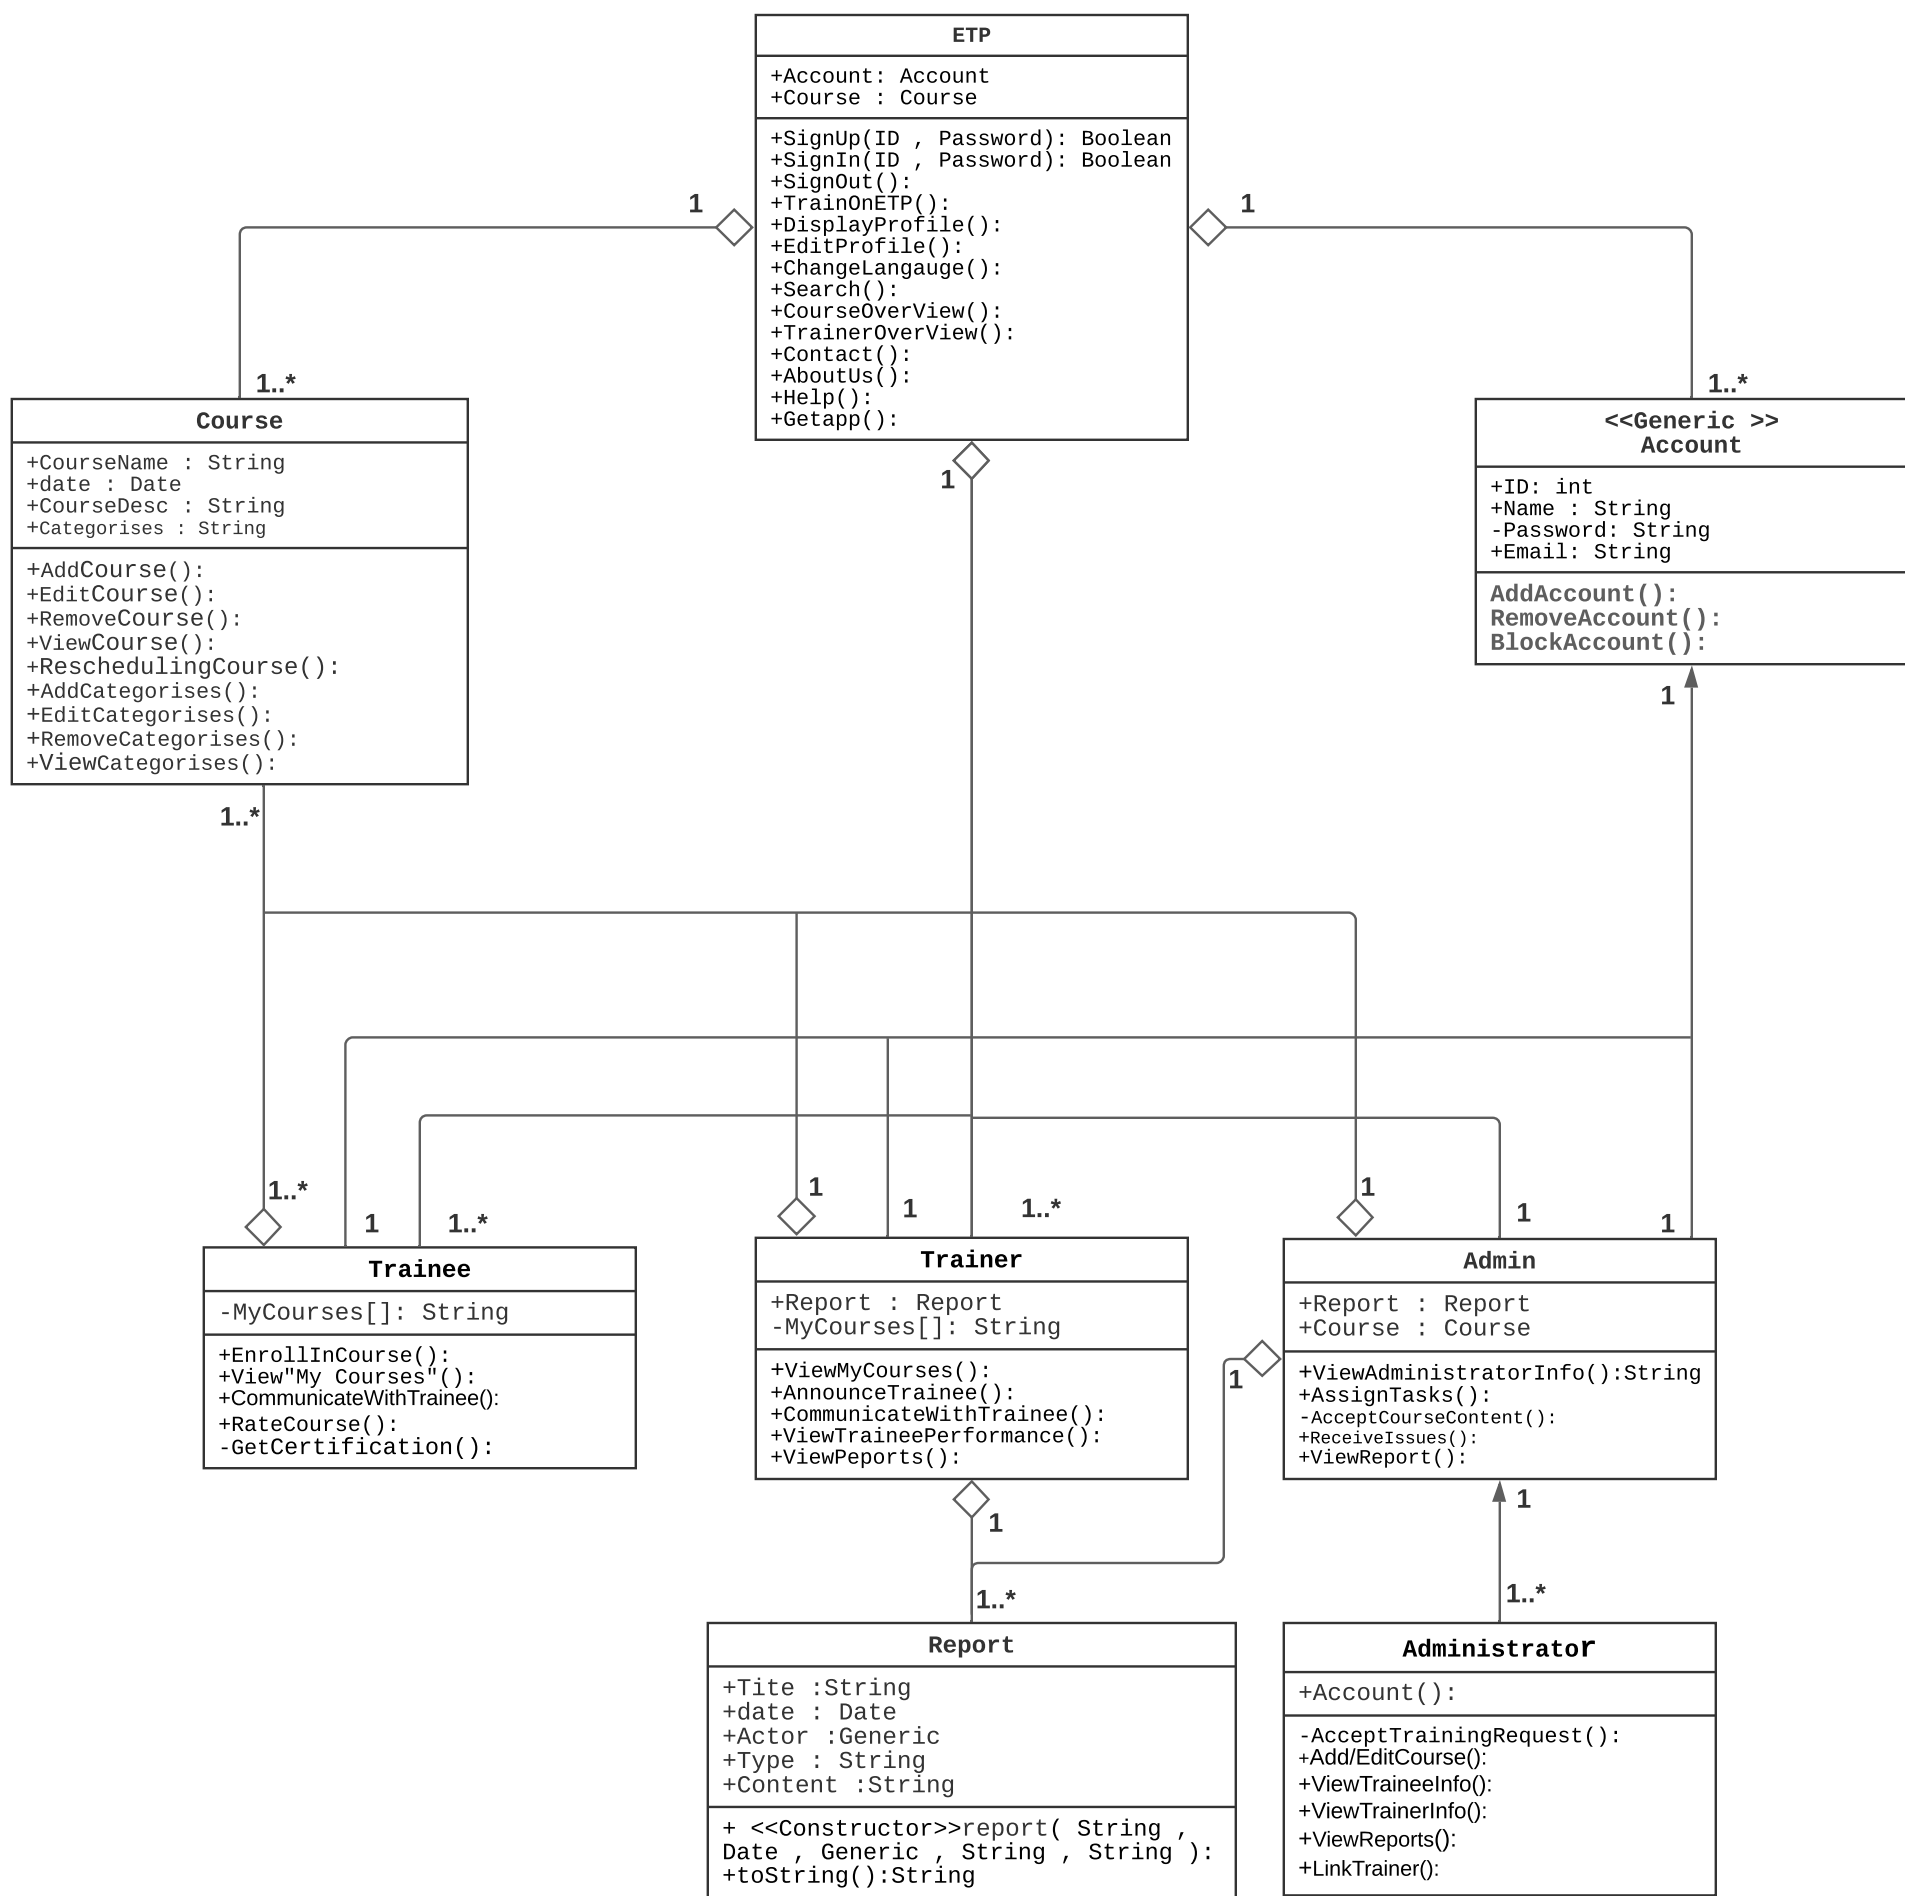 ETP
+Account: Account
+Course : Course
+SignUp(ID , Password): Boolean
+SignIn(ID , Password): Boolean
+SignOut():
+TrainOnETP():
+DisplayProfile():
+EditProfile():
+ChangeLangauge():
+Search():
+CourseOverView():
+TrainerOverView():
+Contact():
+AboutUs():
+Help():
+Getapp():
1
1
1
1..*
1..*
Course
+CourseName : String
+date : Date
+CourseDesc : String
+Categorises : String
+AddCourse():
+EditCourse():
+RemoveCourse():
+ViewCourse():
+ReschedulingCourse():
+AddCategorises():
+EditCategorises():
+RemoveCategorises():
+ViewCategorises():
1..*
<<Generic >>
Account
+ID: int
+Name : String
-Password: String
+Email: String
AddAccount():
RemoveAccount():
BlockAccount():
1
1..*
1
1..*
1
1
1..*
1
1
1
Trainee
-MyCourses[]: String
+EnrollInCourse():
+View"My Courses"():
+CommunicateWithTrainee():
+RateCourse():
-GetCertification():
Trainer
+Report : Report
-MyCourses[]: String
+ViewMyCourses():
+AnnounceTrainee():
+CommunicateWithTrainee():
+ViewTraineePerformance():
+ViewPeports():
Admin
+Report : Report
+Course : Course
+ViewAdministratorInfo():String
+AssignTasks():
-AcceptCourseContent():
+ReceiveIssues():
+ViewReport():
1
1
1
1..*
1..*
Report
+Tite :String
+date : Date
+Actor :Generic
+Type : String
+Content :String
+ <<Constructor>>report( String ,
Date , Generic , String , String ):
+toString():String
Administrator
+Account():
-AcceptTrainingRequest():
+Add/EditCourse():
+ViewTraineeInfo():
+ViewTrainerInfo():
+ViewReports():
+LinkTrainer():